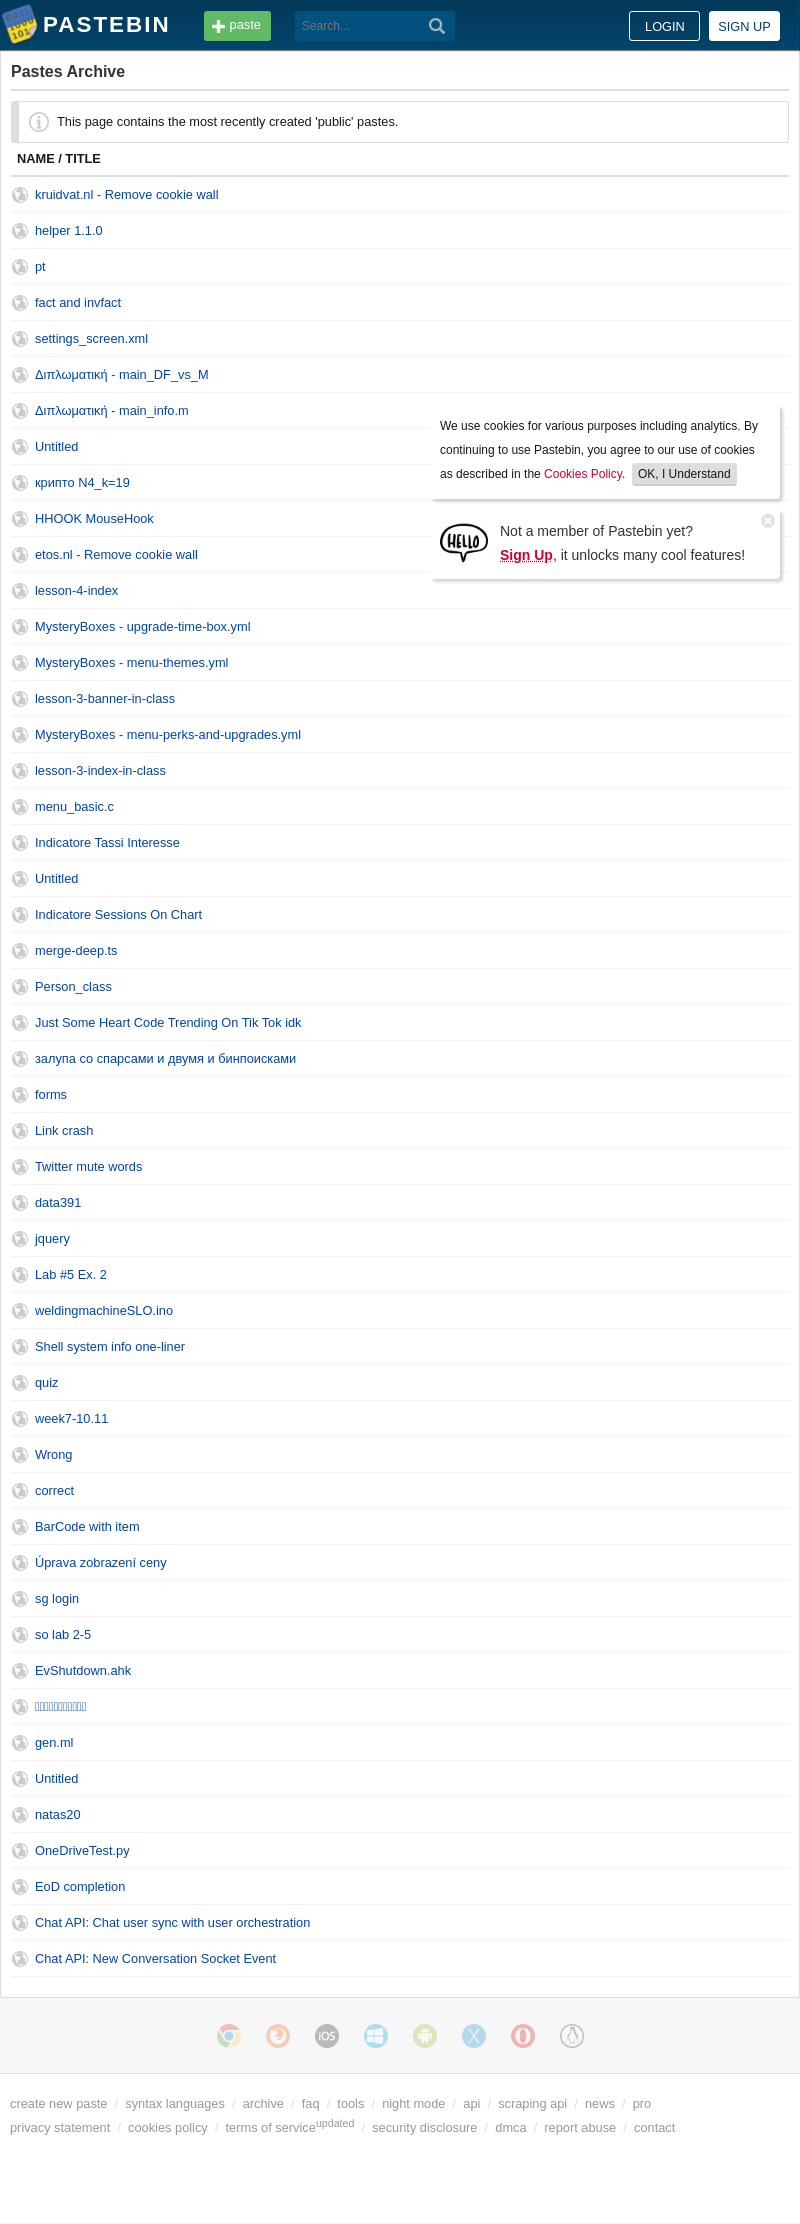 PASTEBIN
paste
Search...
LOGIN
SIGN UP
Pastes Archive
This page contains the most recently created 'public' pastes.
NAME / TITLE
kruidvat.nl - Remove cookie wall
helper 1.1.0
pt
fact and invfact
settings_screen.xml
Διπλωματική - main_DF_vs_M
Διπλωματική - main_info.m
Untitled
крипто N4_k=19
HHOOK MouseHook
etos.nl - Remove cookie wall
We use cookies for various purposes including analytics. By
continuing to use Pastebin, you agree to our use of cookies
as described in the Cookies Policy. OK, I Understand
HELLO
Not a member of Pastebin yet?
Sign Up, it unlocks many cool features!
lesson-4-index
MysteryBoxes - upgrade-time-box.yml
MysteryBoxes - menu-themes.yml
lesson-3-banner-in-class
MysteryBoxes - menu-perks-and-upgrades.yml
lesson-3-index-in-class
menu_basic.c
Indicatore Tassi Interesse
Untitled
Indicatore Sessions On Chart
merge-deep.ts
Person_class
Just Some Heart Code Trending On Tik Tok idk
залупа со спарсами и двумя и бинпоисками
forms
Link crash
Twitter mute words
data391
jquery
Lab #5 Ex. 2
weldingmachineSLO.ino
Shell system info one-liner
quiz
week7-10.11
Wrong
correct
BarCode with item
Úprava zobrazení ceny
sg login
so lab 2-5
EvShutdown.ahk
gen.ml
Untitled
natas20
OneDriveTest.py
EoD completion
Chat API: Chat user sync with user orchestration
Chat API: New Conversation Socket Event
iOS
create new paste / syntax languages / archive / faq / tools / night mode / api / scraping api / news / pro
privacy statement / cookies policy / terms of service updated / security disclosure / dmca / report abuse / contact